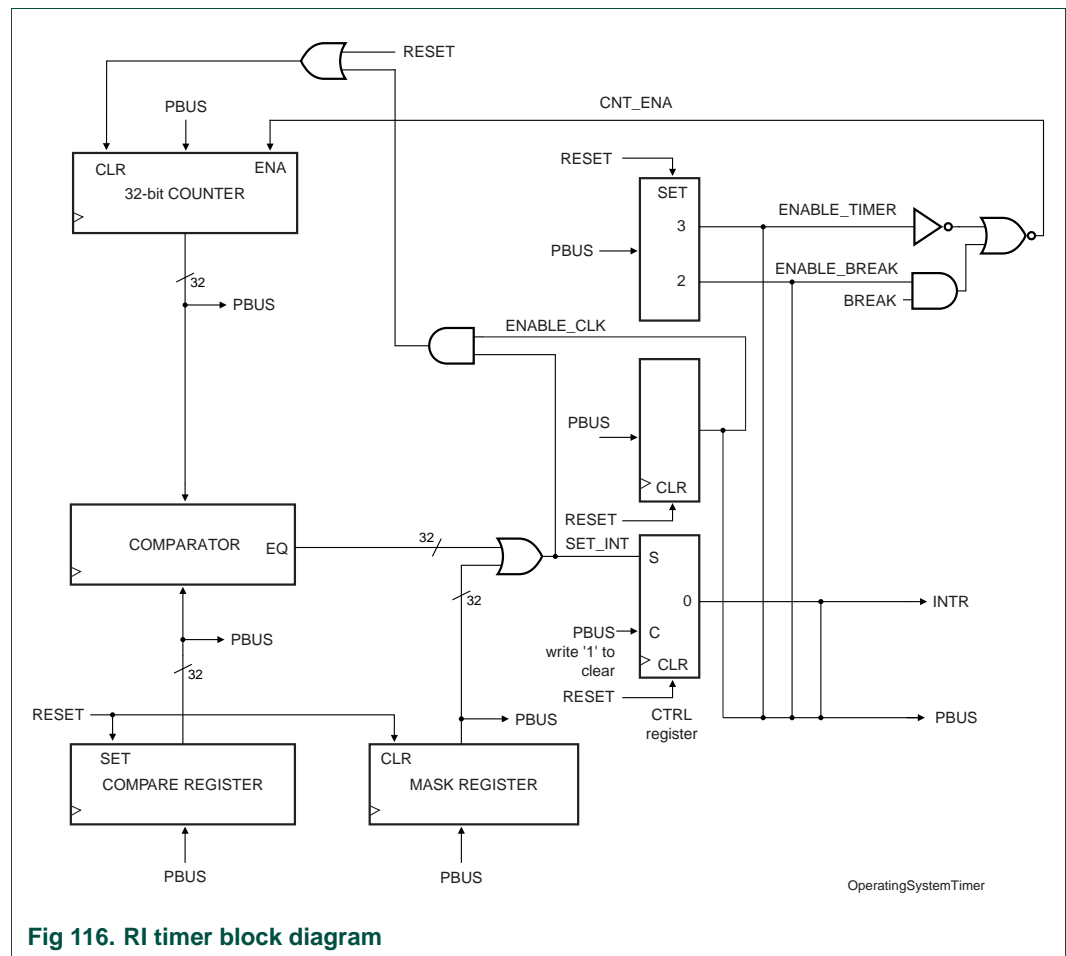 RESET
PBUS
CNT_ENA
CLR
ENA
32-bit COUNTER
RESET
SET
3
ENABLE_TIMER
PBUS
2
ENABLE_BREAK
BREAK
32
PBUS
ENABLE_CLK
PBUS
CLR
RESET
COMPARATOR
EQ
32
SET_INT
S
32
0
INTR
PBUS
write '1' to
clear
C
CLR
PBUS
32
RESET
RESET
CTRL
register
PBUS
PBUS
SET
COMPARE REGISTER
CLR
MASK REGISTER
PBUS
PBUS
OperatingSystemTimer
Fig 116. RI timer block diagram